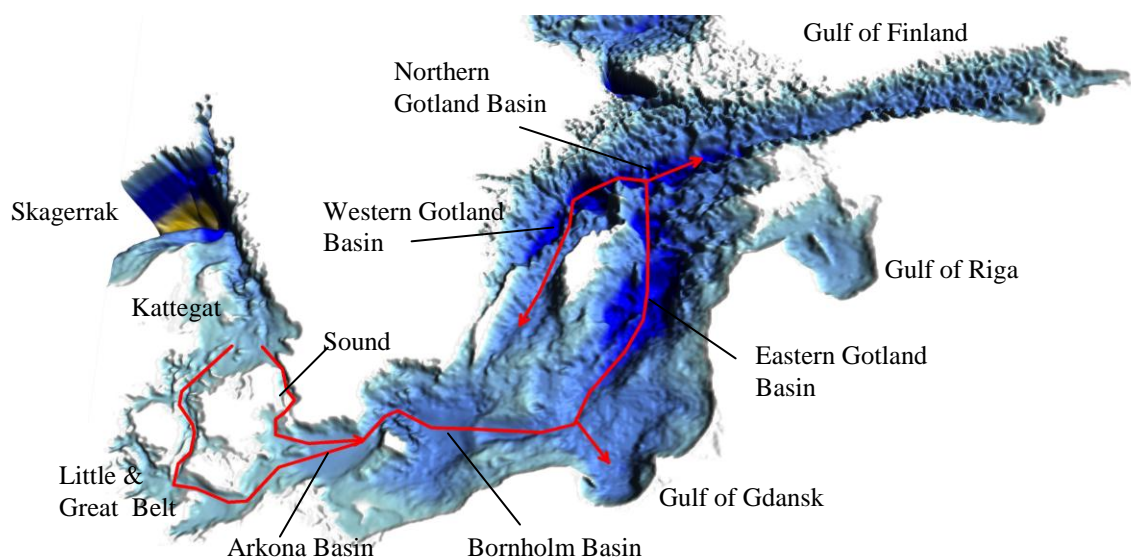 Gulf of Finland
Northern
Gotland Basin
Skagerrak
Western Gotland
Basin
Gulf of Riga
Kattegat
Sound
Eastern Gotland
Basin
Little &
Great Belt
Gulf of Gdansk
Arkona Basin
Bornholm Basin